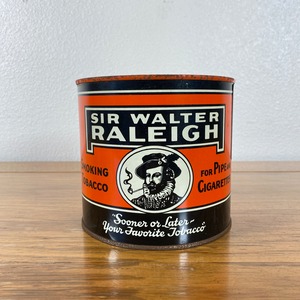 SIR WALTER
RALEIGH
SMOKING
TOBACCO
FOR PIPE AND
CIGARETTES
"Sooner or Later-
Your Favorite Tobacco"